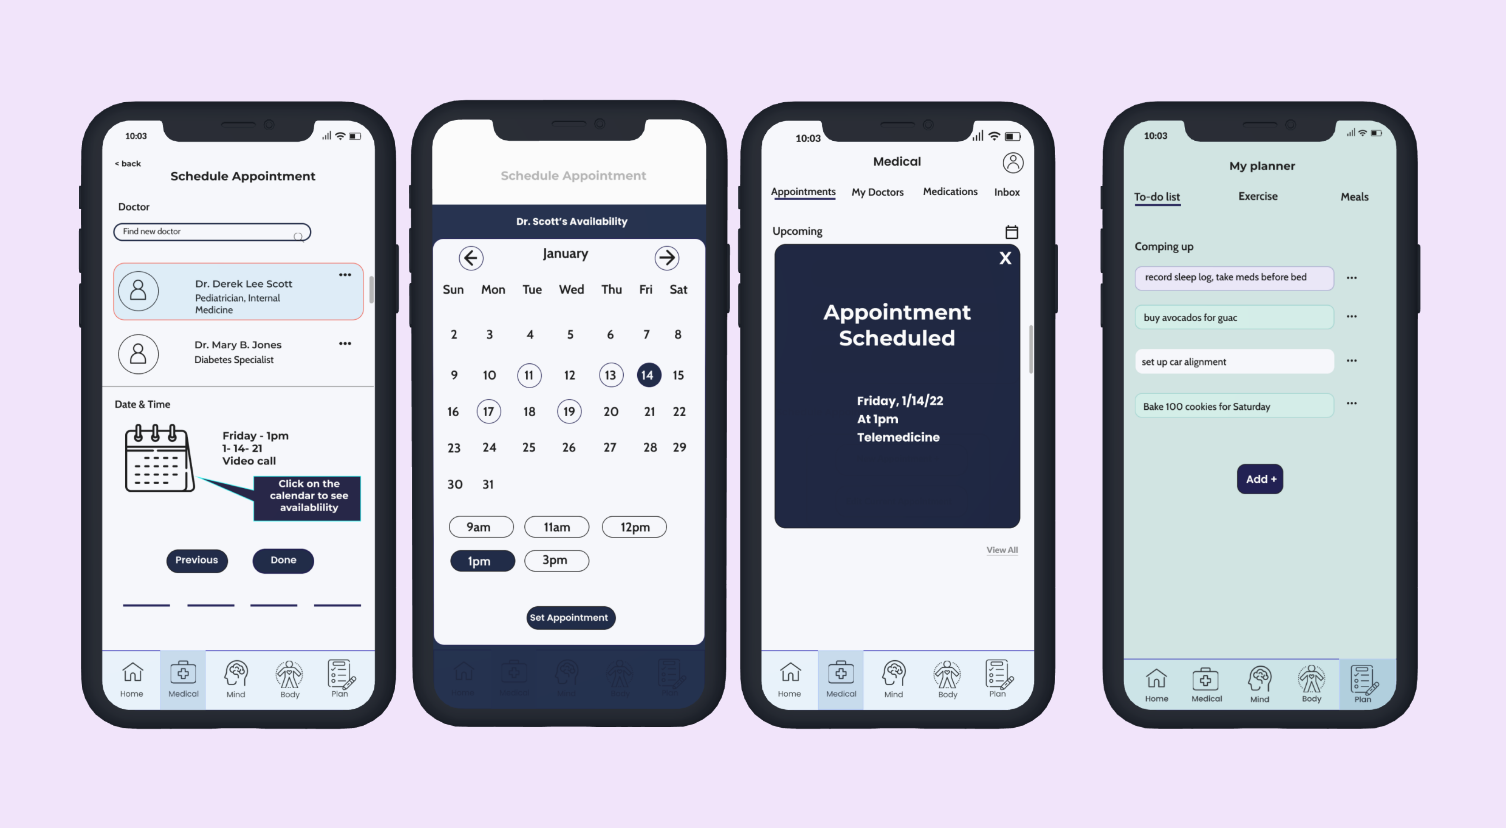 10:03
< back
Schedule Appointment
Doctor
Find new doctor
Dr. Derek Lee Scott
Pediatrician, Internal
Medicine
Dr. Mary B. Jones
Diabetes Specialist
Date & Time
Friday - 1pm
1- 14- 21
Video call
Click on the
calendar to see
availablility
Previous Done
Home Medical Mind Body Plan
Schedule Appointment
Dr. Scott's Availability
January
Sun Mon Tue Wed Thu Fri Sat
2 3 4 5 6 7 8
9 10 11 12 13 14 15
16 17 18 19 20 21 22
23 24 25 26 27 28 29
30 31
9am 11am 12pm
1pm 3pm
Set Appointment
10:03
Medical
Appointments My Doctors Medications Inbox
Upcoming
X
Appointment
Scheduled
Friday, 1/14/22
At 1pm
Telemedicine
View All
Home Medical Mind Body Plan
10:03
My planner
To-do list Exercise Meals
Comping up
record sleep log, take meds before bed
buy avocados for guac
set up car alignment
Bake 100 cookies for Saturday
Add +
Home Medical Mind Body Plan